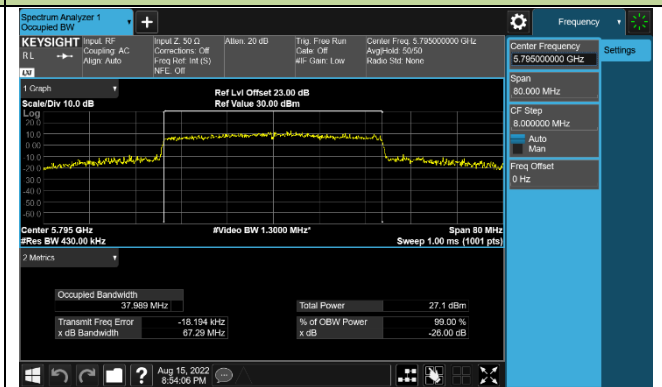 Spectrum Analyzer 1
Occupied BW
+
Frequency
KEYSIGHT
RL
LXI
Input: RF
Coupling: AC
Align: Auto
Input Z: 50 Ω
Corrections: Off
Freq Ref: Int (S)
NFE: Off
Atten: 20 dB
Trig: Free Run
Gate: Off
#IF Gain: Low
Center Freq: 5.795000000 GHz
Avg|Hold: 50/50
Radio Std: None
Center Frequency
5.795000000 GHz
Settings
Span
80.000 MHz
CF Step
8.000000 MHz
Auto
Man
Freq Offset
0 Hz
1 Graph
Scale/Div 10.0 dB
Ref Lvl Offset 23.00 dB
Ref Value 30.00 dBm
Log
20.0
10.0
0.00
-10.0
-20.0
-30.0
-40.0
-50.0
-60.0
Center 5.795 GHz
#Video BW 1.3000 MHz*
Span 80 MHz
#Res BW 430.00 kHz
Sweep 1.00 ms (1001 pts)
2 Metrics
Occupied Bandwidth
37.989 MHz
Total Power
27.1 dBm
Transmit Freq Error
-18.194 kHz
% of OBW Power
99.00 %
x dB Bandwidth
67.29 MHz
x dB
-26.00 dB
?
Aug 15, 2022
8:54:06 PM